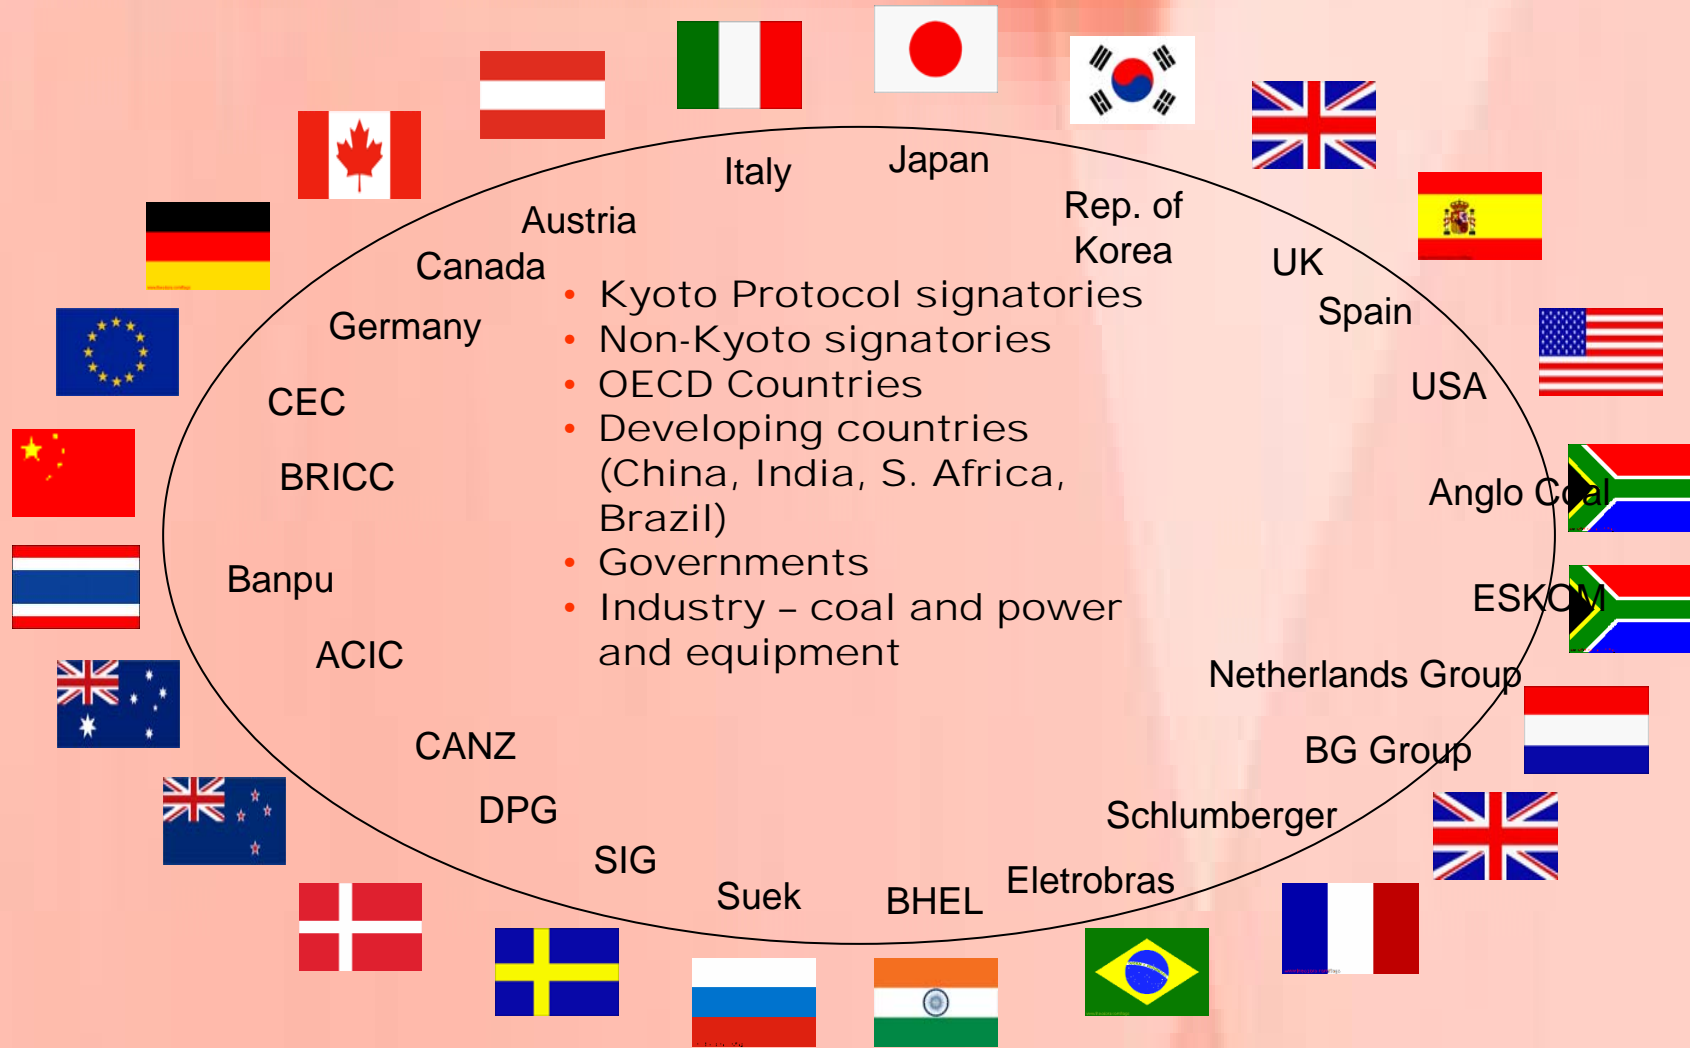 Italy
Japan
Rep. of
Korea
Austria
UK
Canada
Spain
Germany
USA
CEC
BRICC
Anglo Coal
Banpu
ESKOM
ACIC
Netherlands Group
CANZ
BG Group
DPG
Schlumberger
SIG
Eletrobras
Suek
BHEL
• Kyoto Protocol signatories
• Non-Kyoto signatories
• OECD Countries
• Developing countries
(China, India, S. Africa,
Brazil)
• Governments
• Industry – coal and power
and equipment